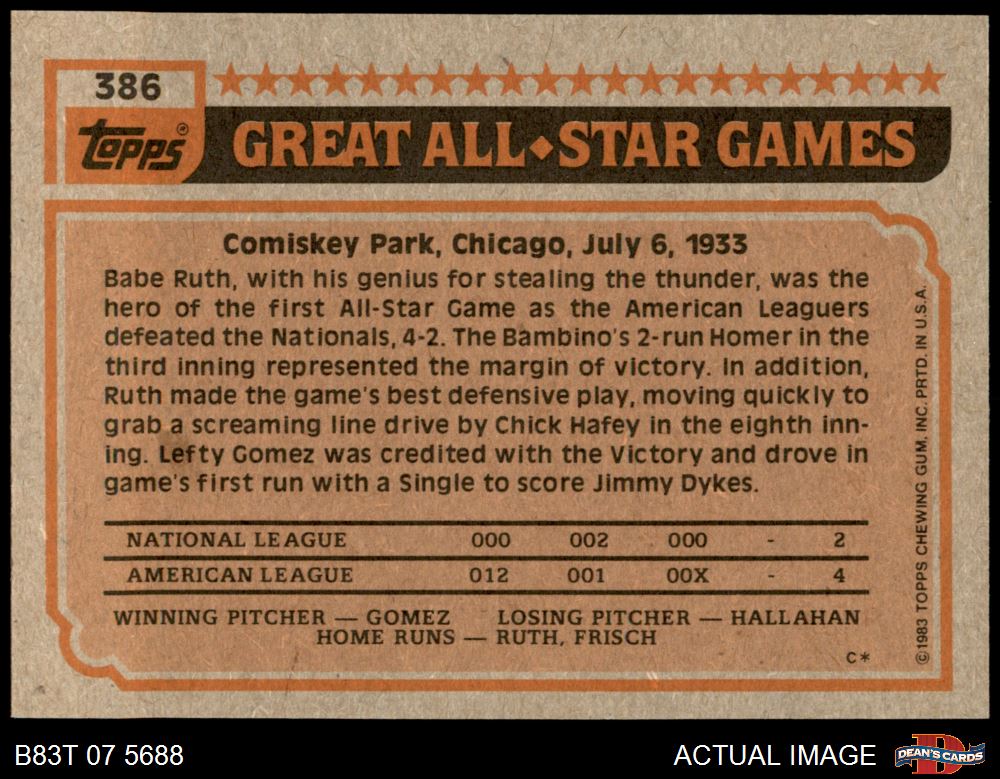 386
Topps®
GREAT ALL◆STAR GAMES
Comiskey Park, Chicago, July 6, 1933
Babe Ruth, with his genius for stealing the thunder, was the
hero of the first All-Star Game as the American Leaguers
defeated the Nationals, 4-2. The Bambino's 2-run Homer in the
third inning represented the margin of victory. In addition,
Ruth made the game's best defensive play, moving quickly to
grab a screaming line drive by Chick Hafey in the eighth inn-
ing. Lefty Gomez was credited with the Victory and drove in
game's first run with a Single to score Jimmy Dykes.
NATIONAL LEAGUE 000 002 000 - 2
AMERICAN LEAGUE 012 001 00X - 4
WINNING PITCHER — GOMEZ LOSING PITCHER — HALLAHAN
HOME RUNS — RUTH, FRISCH
C*
©1983 TOPPS CHEWING GUM, INC. PRTD. IN U.S.A.
B83T 07 5688
ACTUAL IMAGE
D
DEAN'S CARDS